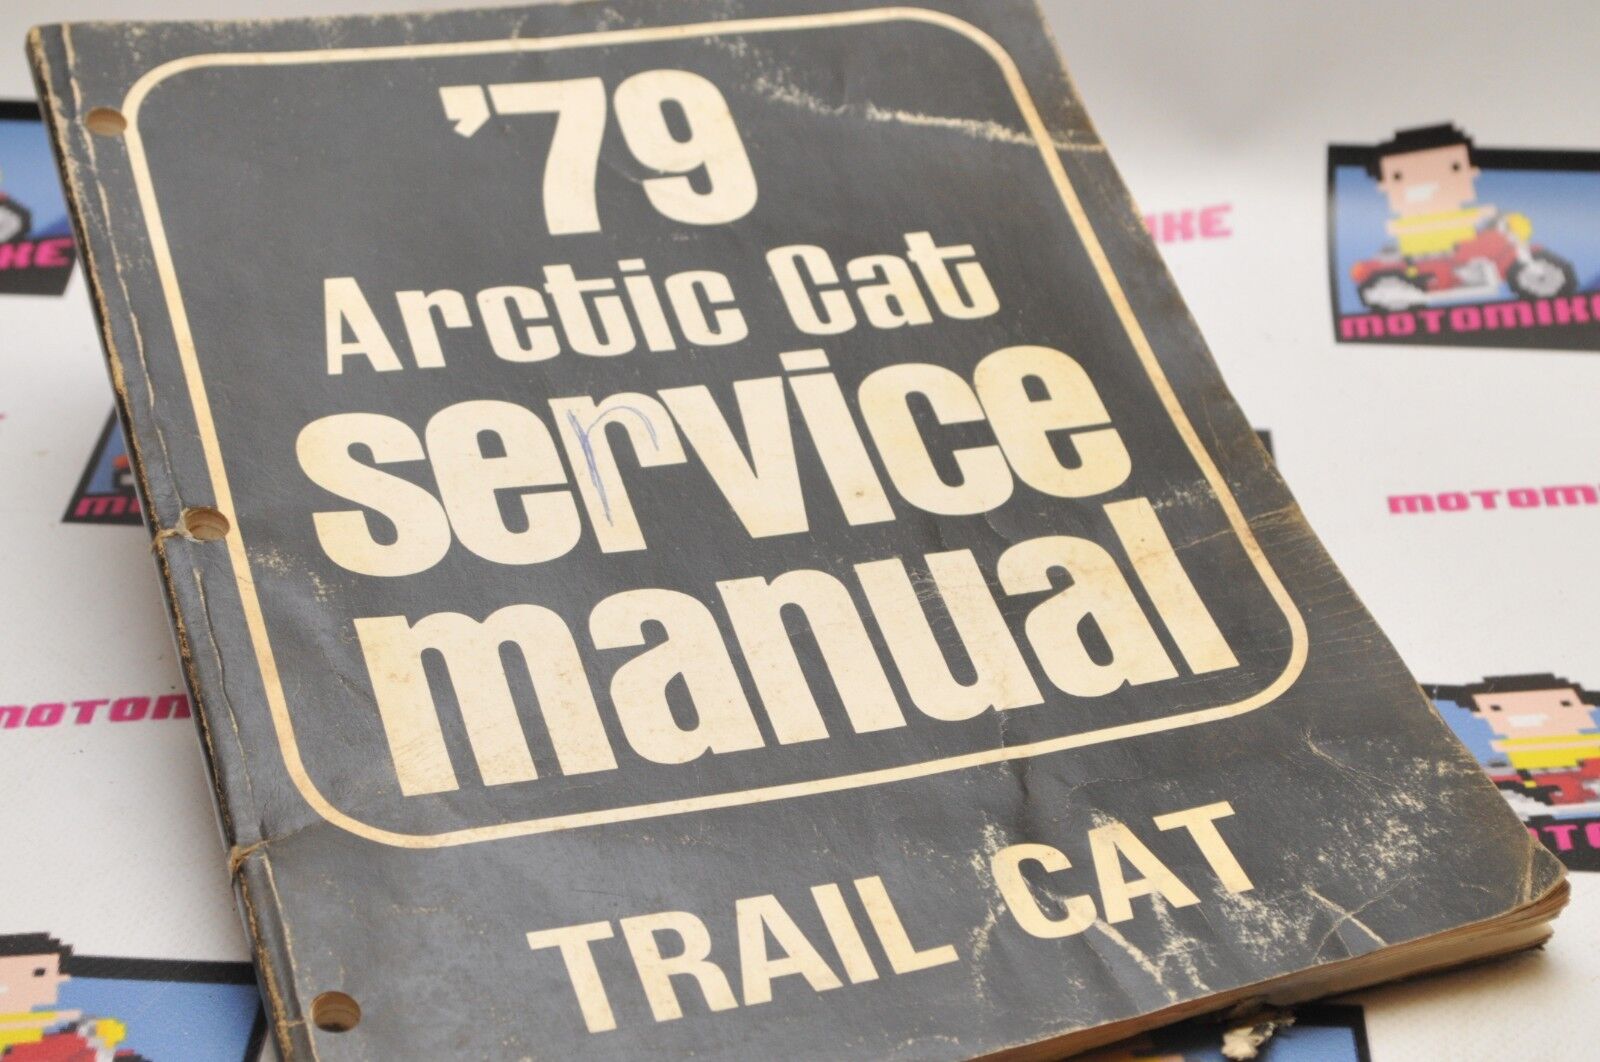 '79
Arctic Cat
service
manual
TRAIL CAT
MOTOMIKE
MOTOMIKE